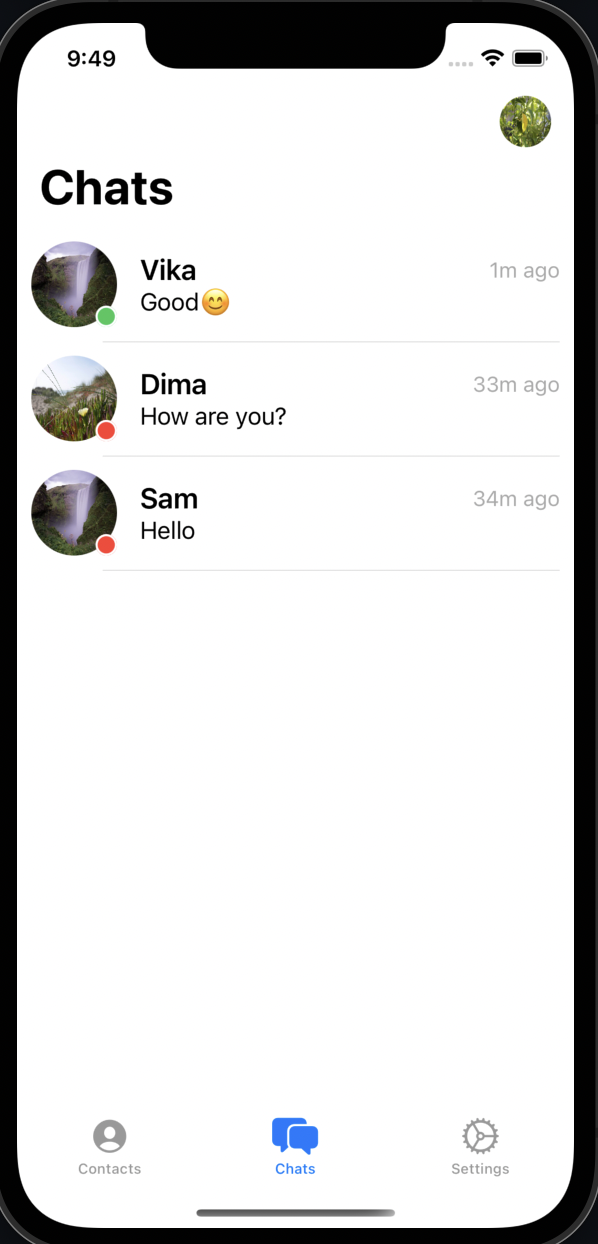 9:49
Chats
Vika
1m ago
Good😊
Dima
33m ago
How are you?
Sam
34m ago
Hello
Contacts
Chats
Settings